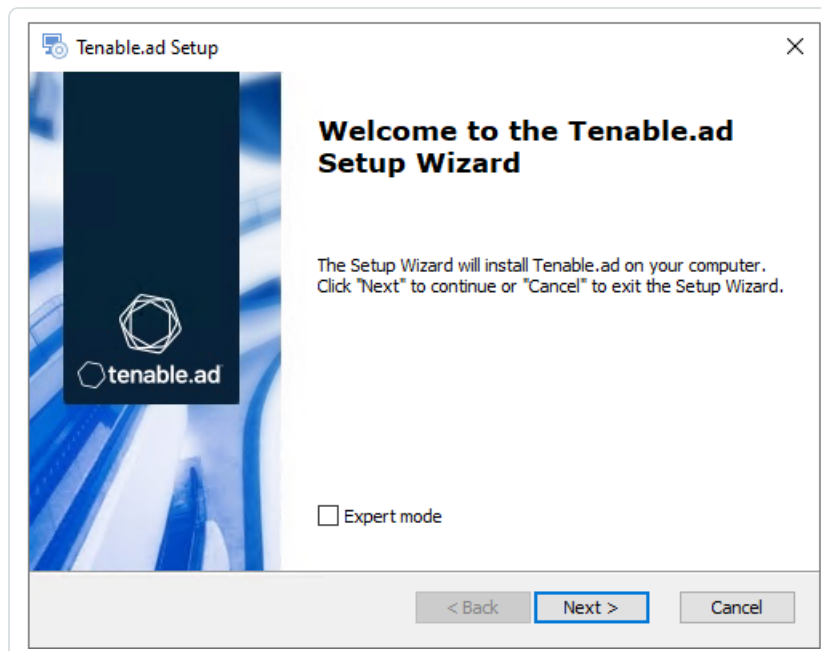 Tenable.ad Setup
Welcome to the Tenable.ad
Setup Wizard
The Setup Wizard will install Tenable.ad on your computer.
Click "Next" to continue or "Cancel" to exit the Setup Wizard.
tenable.ad
Expert mode
< Back
Next >
Cancel